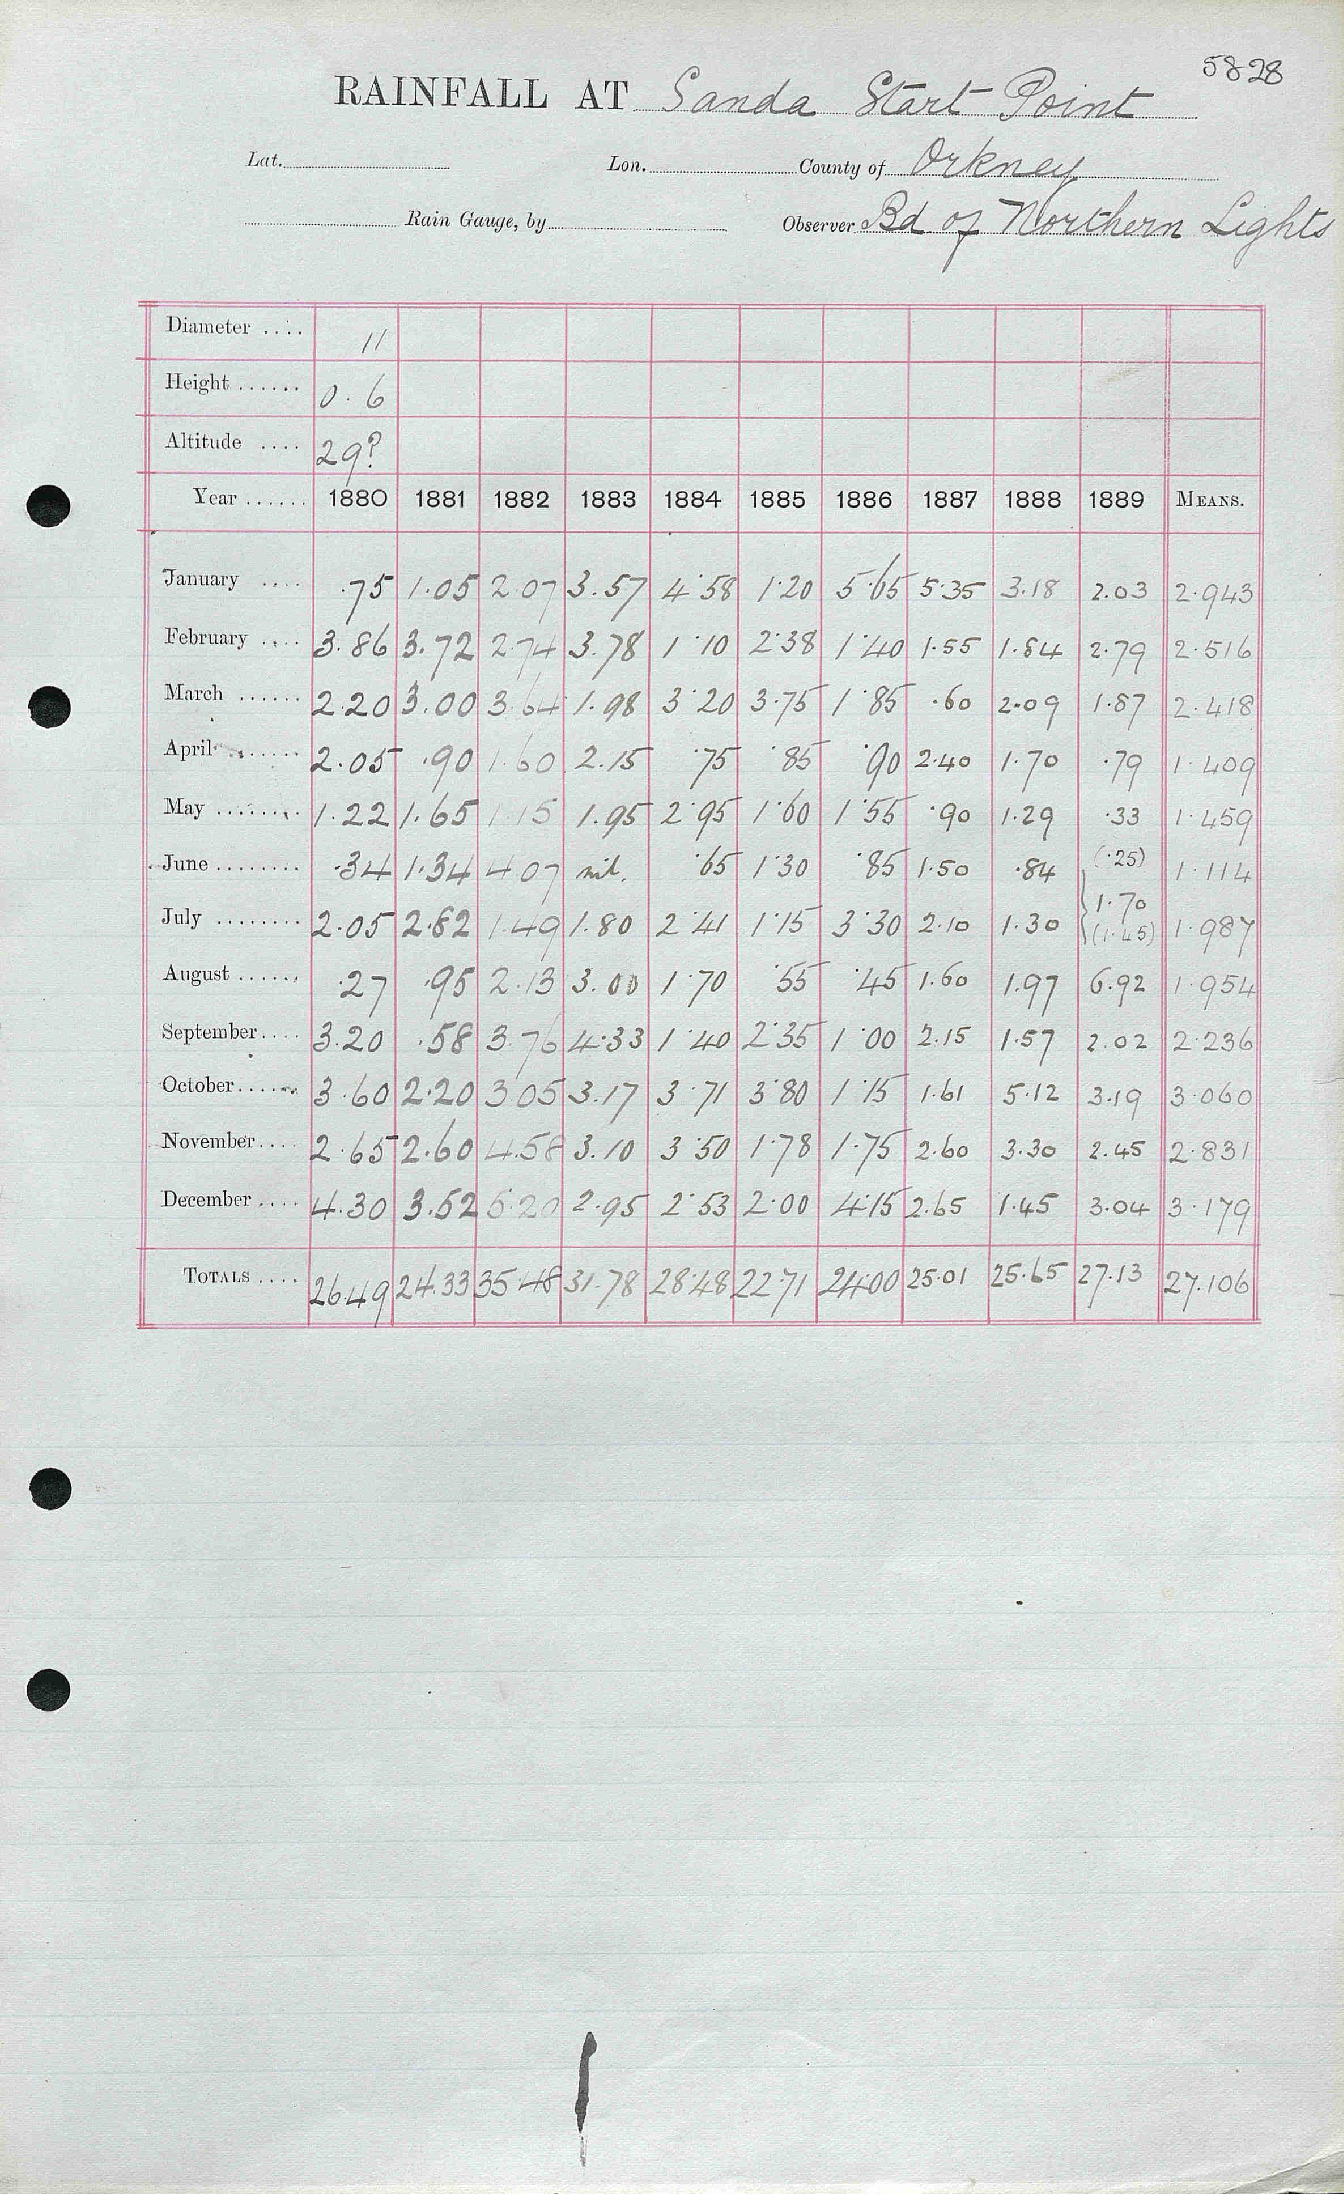 5828
RAINFALL AT Sanda Start Point
Lat. Lon. County of Orkney
Rain Gauge, by Observer Bd of Northern Lights
Diameter .... 11
Height ...... 0.6
Altitude .... 29?
Year ...... 1880 1881 1882 1883 1884 1885 1886 1887 1888 1889 MEANS.
January .... .75 1.05 2.07 3.57 4.58 1.20 5.65 5.35 3.18 2.03 2.943
February .... 3.86 3.72 2.74 3.78 1.10 2.38 1.40 1.55 1.84 2.79 2.516
March ...... 2.20 3.00 3.64 1.98 3.20 3.75 1.85 .60 2.09 1.87 2.418
April ...... 2.05 .90 1.60 2.15 .75 .85 .90 2.40 1.70 .79 1.409
May ........ 1.22 1.65 1.15 1.95 2.95 1.60 1.55 .90 1.29 .33 1.459
June ........ .34 1.34 4.07 nil. .65 1.30 .85 1.50 .84 (.25) 1.114
July ........ 2.05 2.82 1.49 1.80 2.41 1.15 3.30 2.10 1.30 1.70 (1.45) 1.987
August ...... .27 .95 2.13 3.00 1.70 .55 .45 1.60 1.97 6.92 1.954
September .... 3.20 .58 3.76 4.33 1.40 2.35 1.00 2.15 1.57 2.02 2.236
October ...... 3.60 2.20 3.05 3.17 3.71 3.80 1.15 1.61 5.12 3.19 3.060
November .... 2.65 2.60 4.58 3.10 3.50 1.78 1.75 2.60 3.30 2.45 2.831
December .... 4.30 3.52 5.20 2.95 2.53 2.00 4.15 2.65 1.45 3.04 3.179
TOTALS .... 26.49 24.33 35.48 31.78 28.48 22.71 24.00 25.01 25.65 27.13 27.106